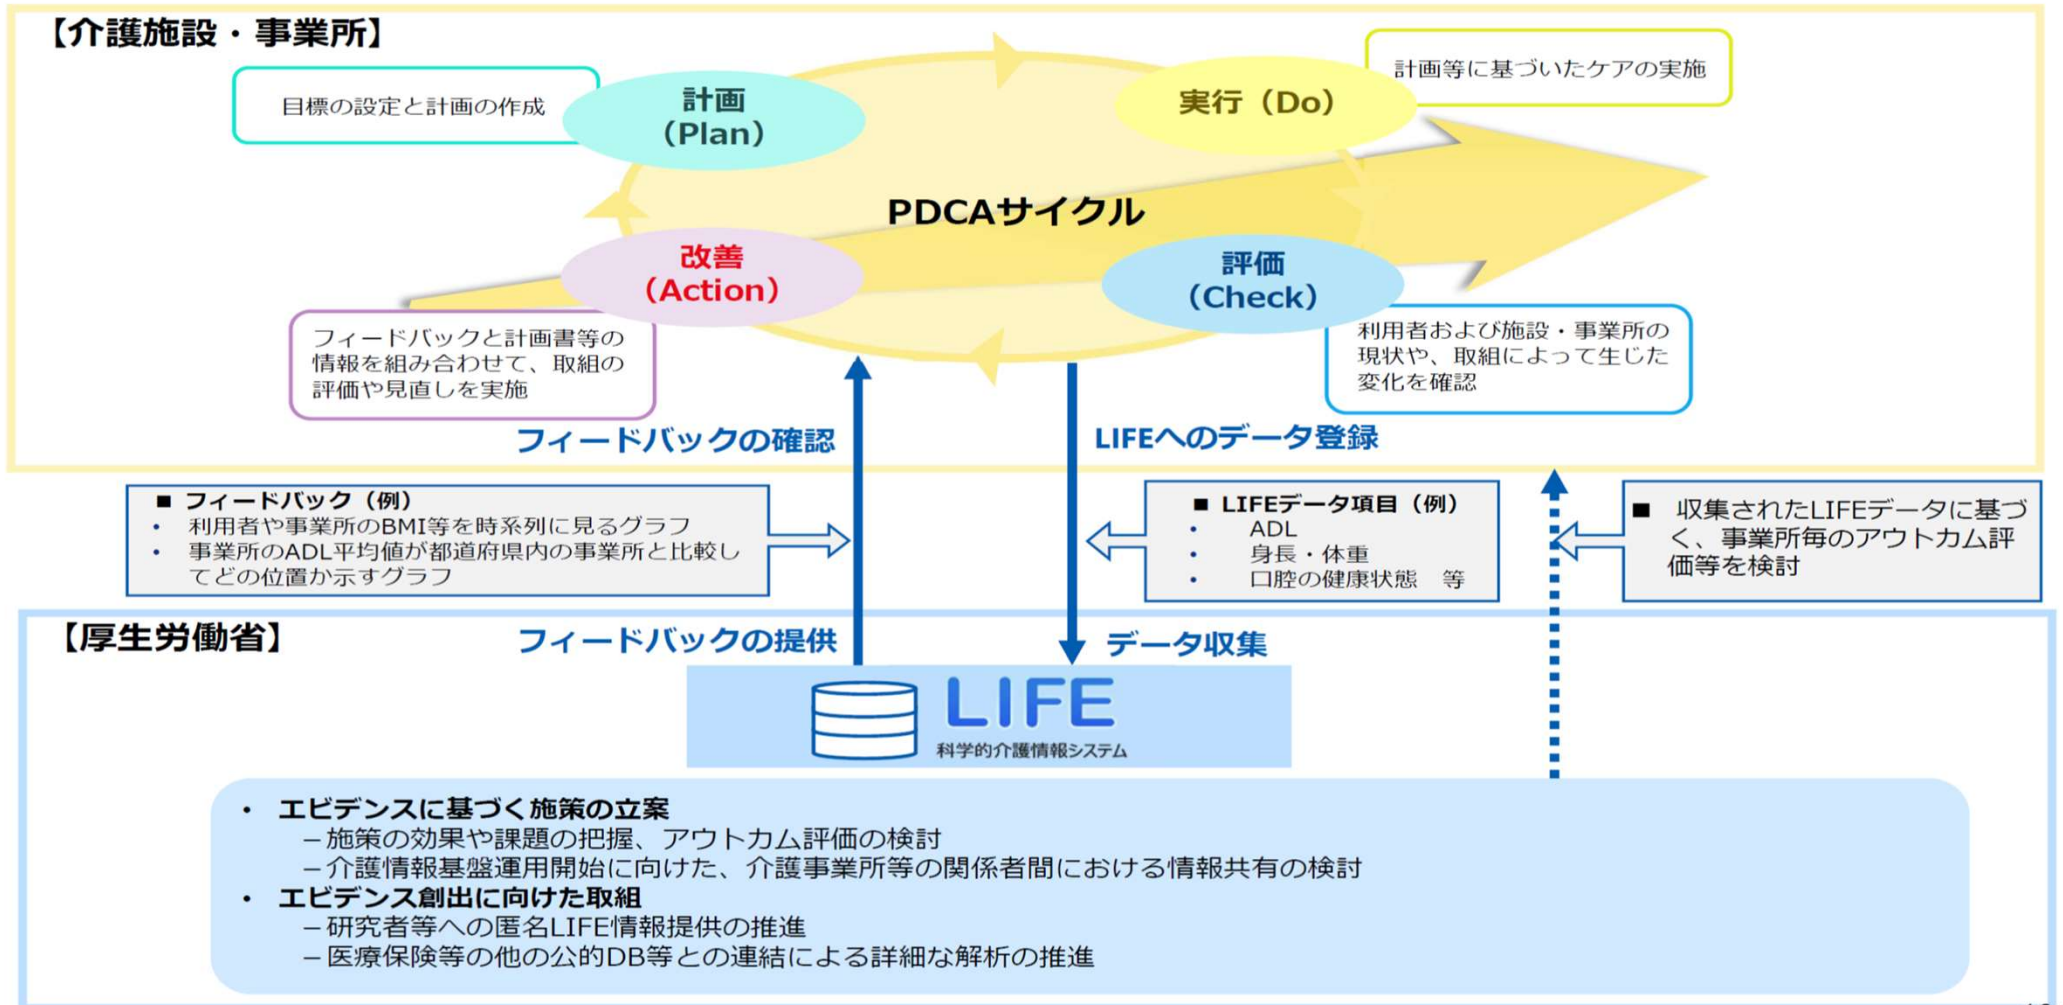 【介護施設・事業所】
目標の設定と計画の作成
計画
（Plan）
実行（Do）
計画等に基づいたケアの実施
PDCAサイクル
改善
（Action）
評価
（Check）
フィードバックと計画書等の
情報を組み合わせて、取組の
評価や見直しを実施
利用者および施設・事業所の
現状や、取組によって生じた
変化を確認
フィードバックの確認
LIFEへのデータ登録
■ フィードバック（例）
• 利用者や事業所のBMI等を時系列に見るグラフ
• 事業所のADL平均値が都道府県内の事業所と比較し
てどの位置か示すグラフ
■ LIFEデータ項目（例）
• ADL
• 身長・体重
• 口腔の健康状態　等
■ 収集されたLIFEデータに基づ
く、事業所毎のアウトカム評
価等を検討
【厚生労働省】
フィードバックの提供
データ収集
LIFE
科学的介護情報システム
• エビデンスに基づく施策の立案
－施策の効果や課題の把握、アウトカム評価の検討
－介護情報基盤運用開始に向けた、介護事業所等の関係者間における情報共有の検討
• エビデンス創出に向けた取組
－研究者等への匿名LIFE情報提供の推進
－医療保険等の他の公的DB等との連結による詳細な解析の推進